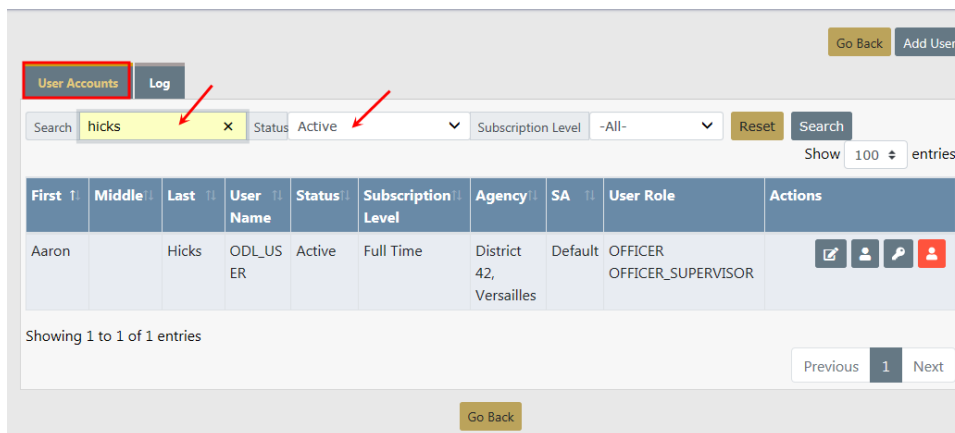 Go Back Add User
User Accounts Log
Search hicks × Status Active Subscription Level -All- Reset Search
Show 100 entries
First Middle Last User Name Status Subscription Level Agency SA User Role Actions
Aaron Hicks ODL_US Active Full Time District Default OFFICER
ER 42, OFFICER_SUPERVISOR
Versailles
Showing 1 to 1 of 1 entries
Previous 1 Next
Go Back